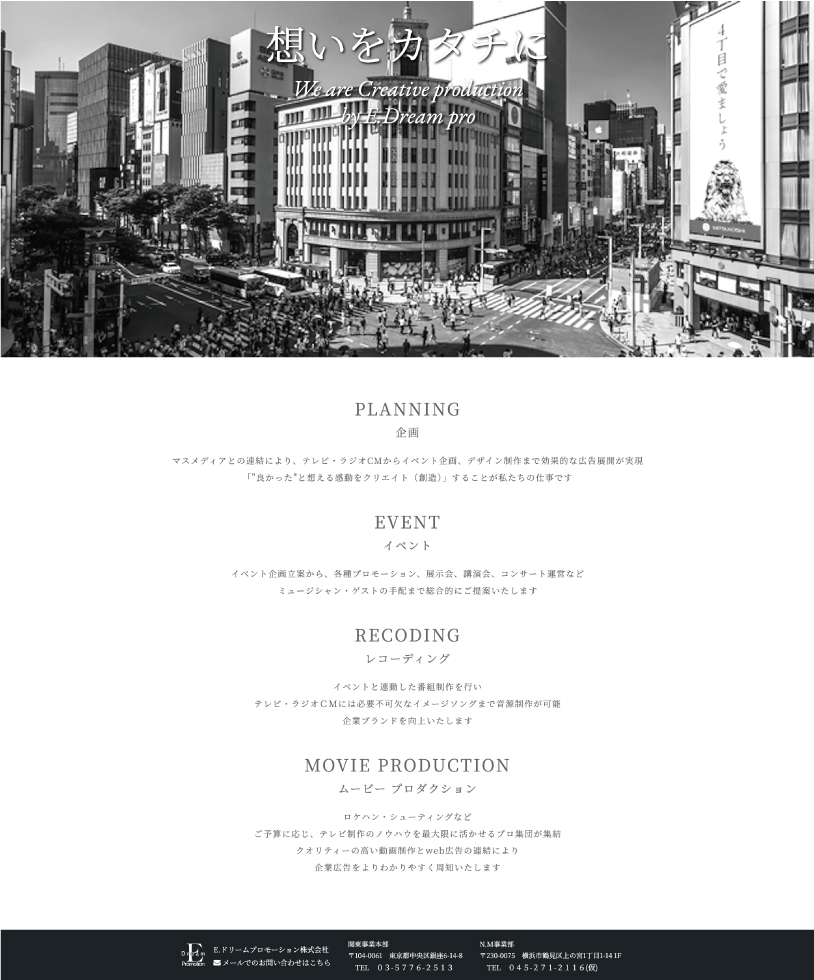 想いをカタチに
We are Creative production
by E.Dream pro
4丁目で愛ましょう
MITSUKOSHI
PLANNING
企画
マスメディアとの連結により、テレビ・ラジオCMからイベント企画、デザイン制作まで効果的な広告展開が実現
「"良かった"と想える感動をクリエイト（創造）」することが私たちの仕事です
EVENT
イベント
イベント企画立案から、各種プロモーション、展示会、講演会、コンサート運営など
ミュージシャン・ゲストの手配まで総合的にご提案いたします
RECODING
レコーディング
イベントと連動した番組制作を行い
テレビ・ラジオＣＭには必要不可欠なイメージソングまで音源制作が可能
企業ブランドを向上いたします
MOVIE PRODUCTION
ムービー プロダクション
ロケハン・シューティングなど
ご予算に応じ、テレビ制作のノウハウを最大限に活かせるプロ集団が集結
クオリティーの高い動画制作とweb広告の連結により
企業広告をよりわかりやすく周知いたします
E
Dream
Promotion
E.ドリームプロモーション株式会社
メールでのお問い合わせはこちら
関東事業本部
〒104-0061　東京都中央区銀座6-14-8
TEL　０３-５７７６-２５１３
N.M事業部
〒230-0075　横浜市鶴見区上の宮1丁目1-14 1F
TEL　０４５-２７１-２１１６(仮)